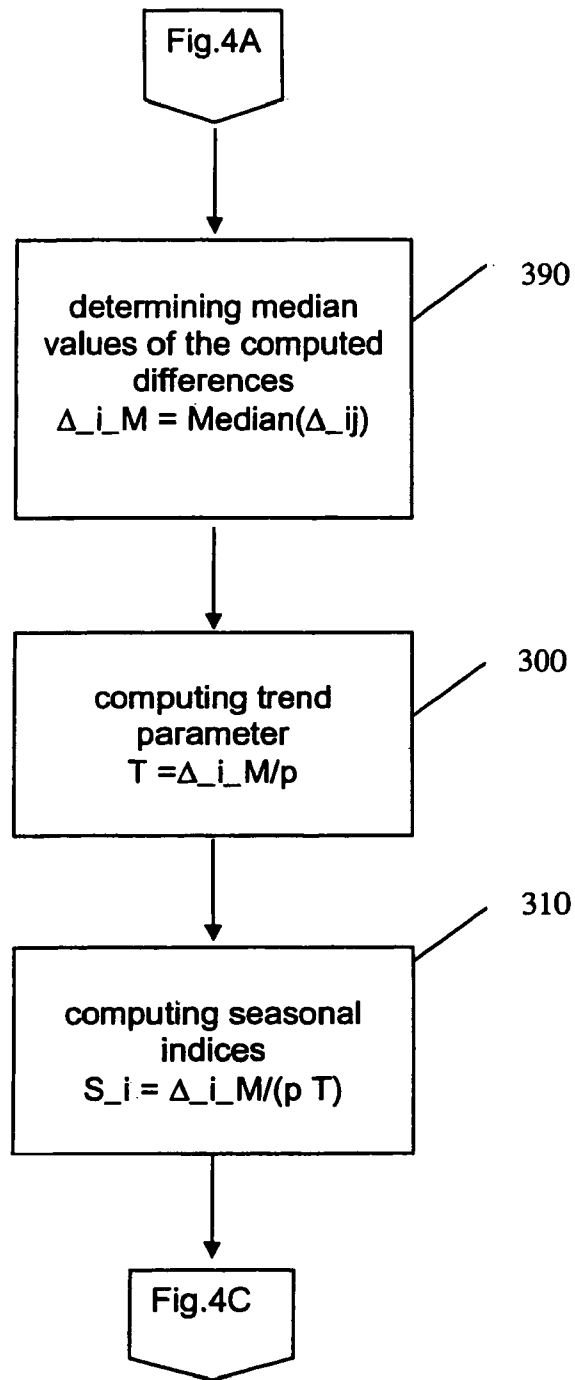 Fig.4A
390
determining median
values of the computed
differences
Δ_i_M = Median(Δ_ij)
300
computing trend
parameter
T =Δ_i_M/p
310
computing seasonal
indices
S_i = Δ_i_M/(p T)
Fig.4C